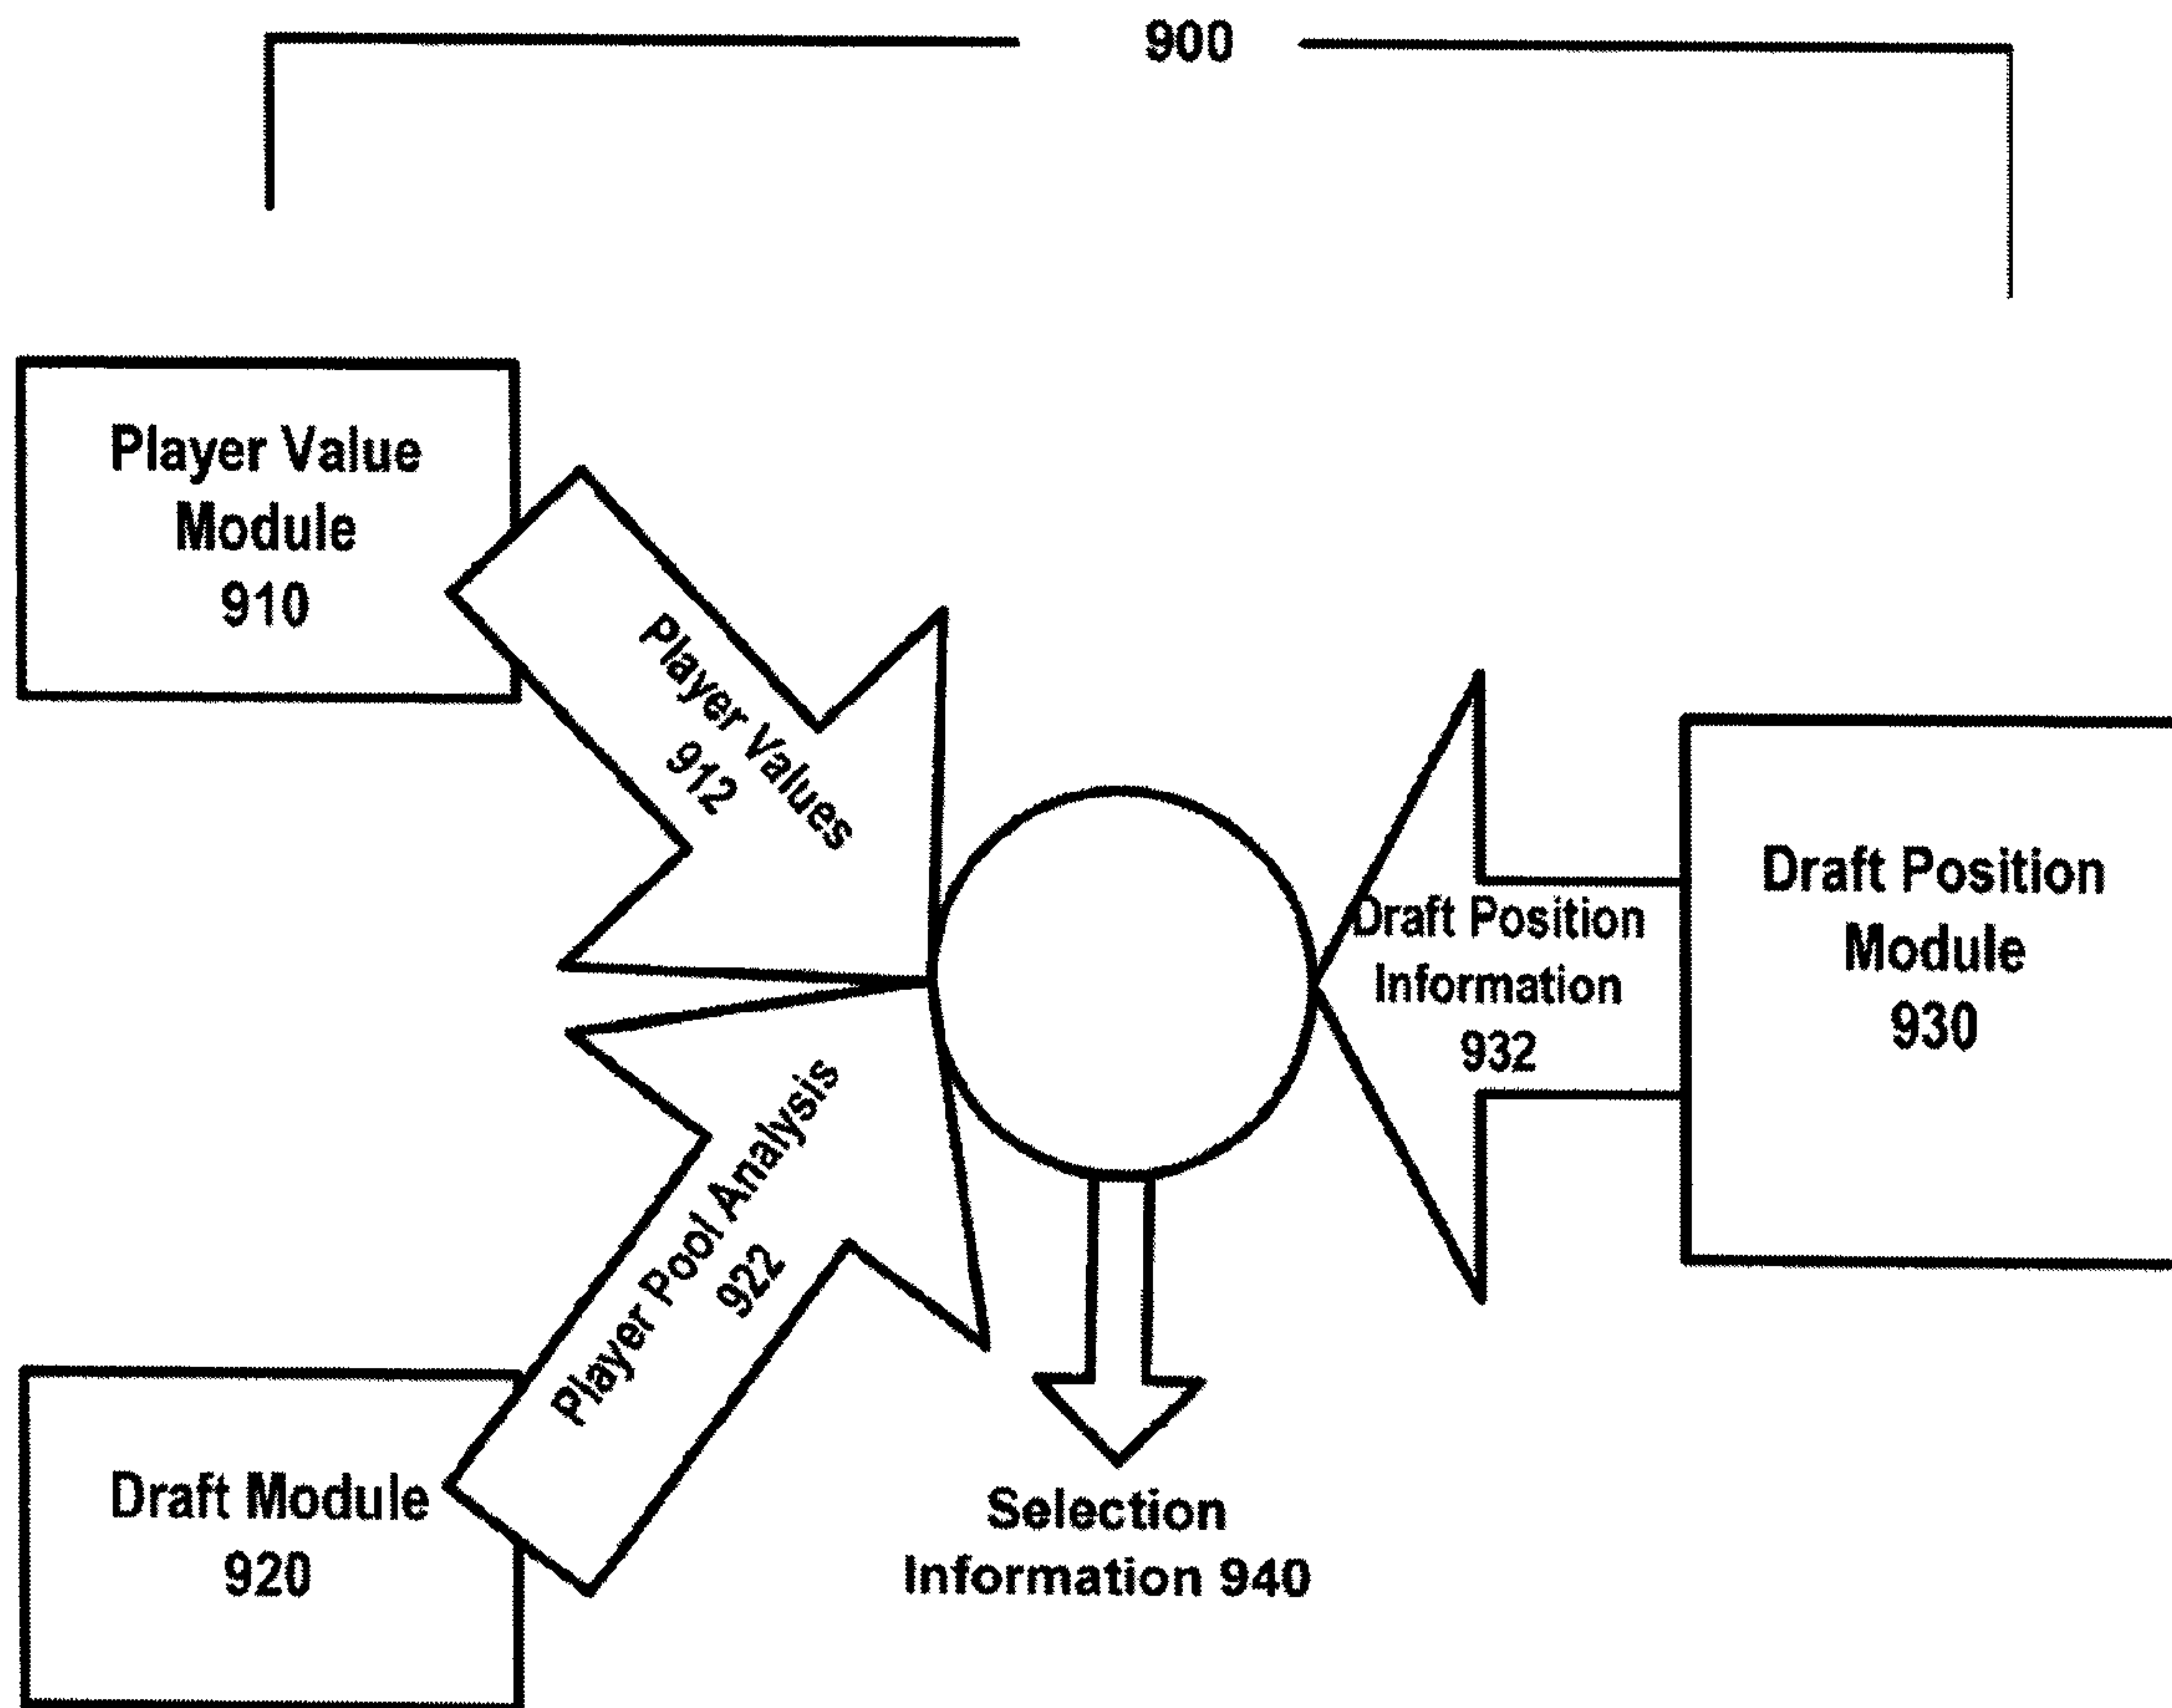 900
Player Value
Module
910
Player Values
912
Draft Position
Information
932
Draft Position
Module
930
Player Pool Analysis
922
Draft Module
920
Selection
Information 940